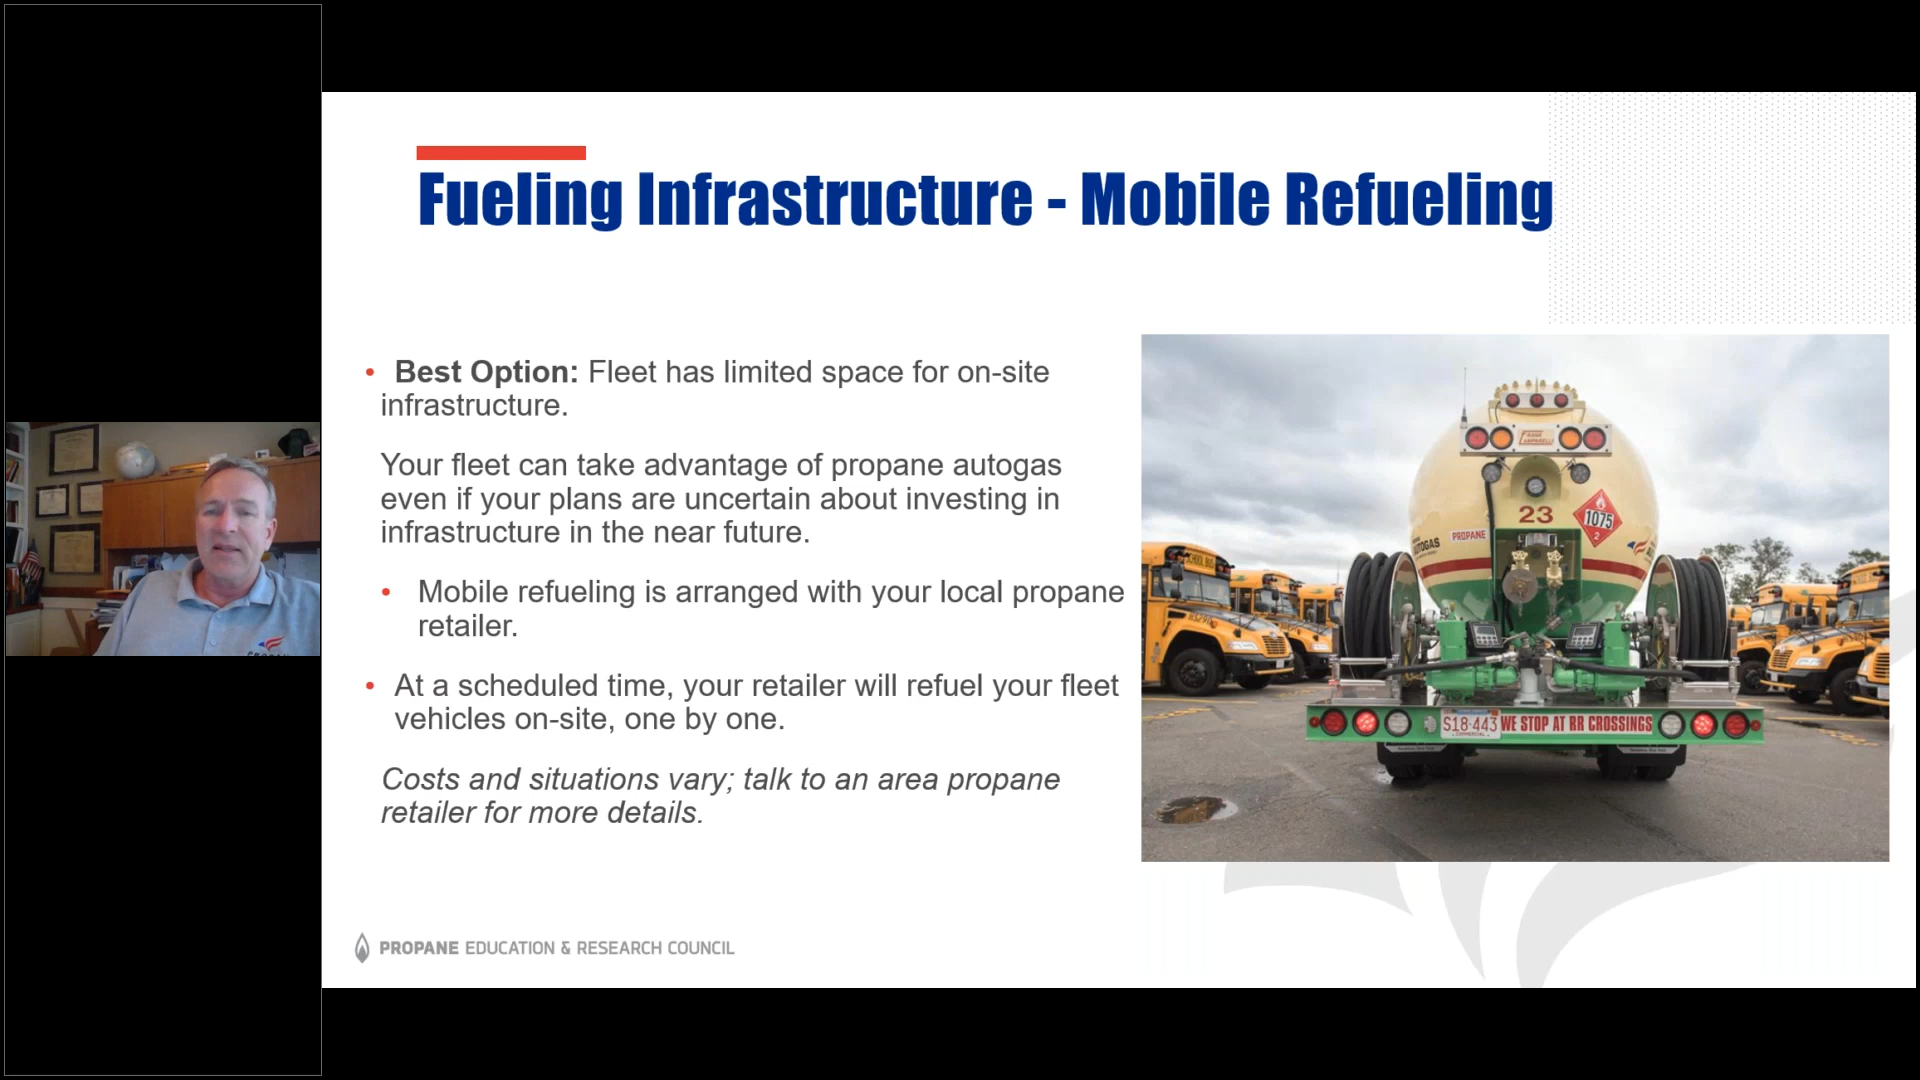 Fueling Infrastructure - Mobile Refueling
• Best Option: Fleet has limited space for on-site
infrastructure.
Your fleet can take advantage of propane autogas
even if your plans are uncertain about investing in
infrastructure in the near future.
• Mobile refueling is arranged with your local propane
retailer.
• At a scheduled time, your retailer will refuel your fleet
vehicles on-site, one by one.
Costs and situations vary; talk to an area propane
retailer for more details.
SCHOOL BUS
23
1075
2
PROPANE
AUTOGAS
S18·443
WE STOP AT RR CROSSINGS
PROPANE EDUCATION & RESEARCH COUNCIL